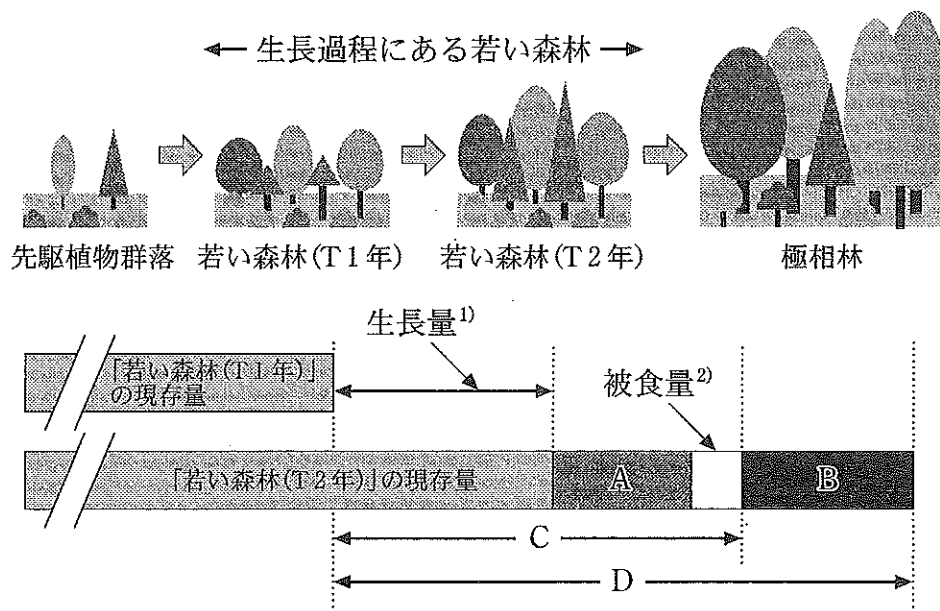 生長過程にある若い森林
先駆植物群落
若い森林(T1年)
若い森林(T2年)
極相林
生長量1)
「若い森林(T1年)」
の現存量
被食量2)
「若い森林(T2年)」の現存量
A
B
C
D